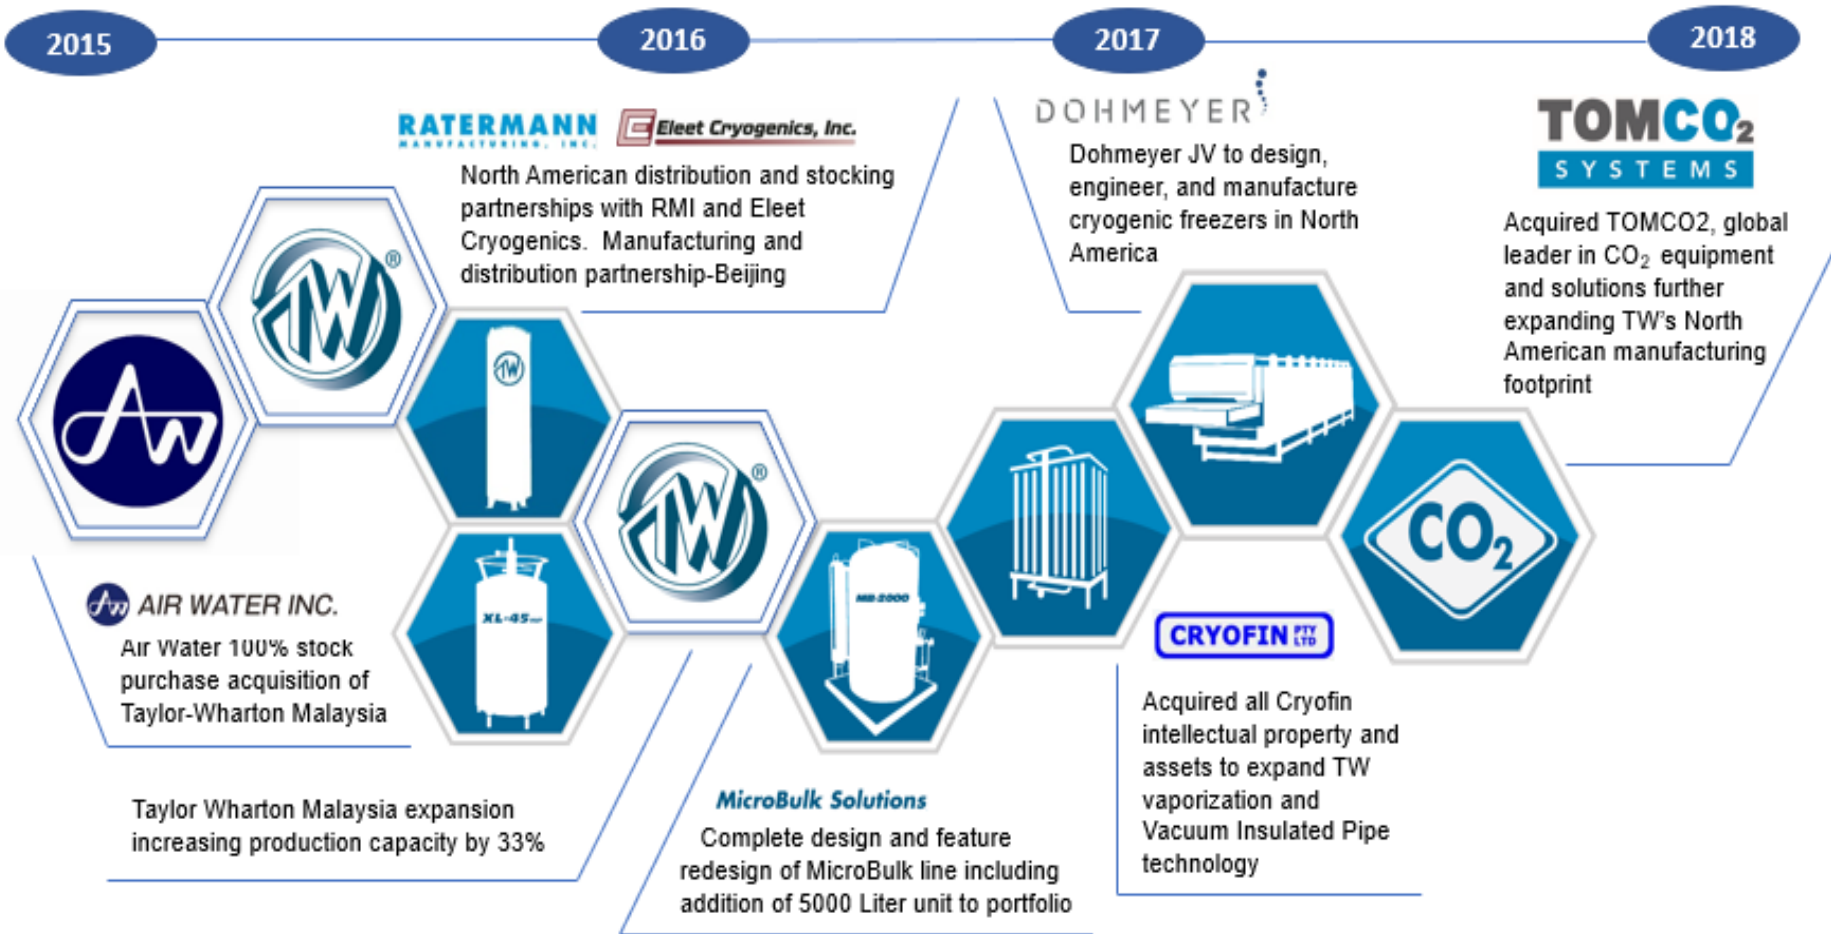 2015
2016
2017
2018
RATERMANN
MANUFACTURING, INC.
Eleet Cryogenics, Inc.
North American distribution and stocking
partnerships with RMI and Eleet
Cryogenics. Manufacturing and
distribution partnership-Beijing
DOHMEYER
Dohmeyer JV to design,
engineer, and manufacture
cryogenic freezers in North
America
TOMCO2
SYSTEMS
Acquired TOMCO2, global
leader in CO2 equipment
and solutions further
expanding TW's North
American manufacturing
footprint
AW
TW®
TW
TW®
XL-45
MB-2000
CO2
AW AIR WATER INC.
Air Water 100% stock
purchase acquisition of
Taylor-Wharton Malaysia
Taylor Wharton Malaysia expansion
increasing production capacity by 33%
MicroBulk Solutions
Complete design and feature
redesign of MicroBulk line including
addition of 5000 Liter unit to portfolio
CRYOFIN PTY LTD
Acquired all Cryofin
intellectual property and
assets to expand TW
vaporization and
Vacuum Insulated Pipe
technology